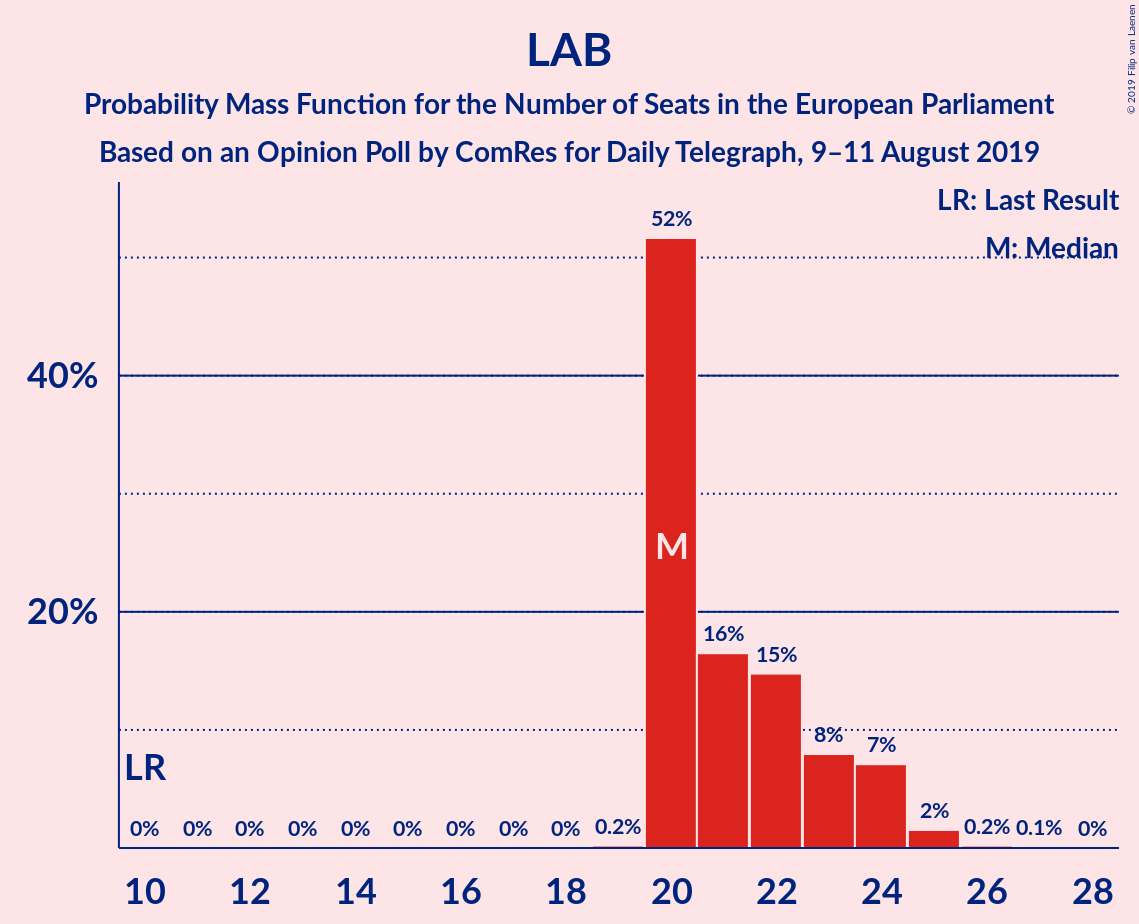 LAB
Probability Mass Function for the Number of Seats in the European Parliament
Based on an Opinion Poll by ComRes for Daily Telegraph, 9–11 August 2019
© 2019 Filip van Laenen
LR: Last Result
M: Median
40%
20%
52%
16%
15%
8%
7%
2%
0% 0% 0% 0% 0% 0% 0% 0% 0% 0.2% 0.2% 0.1% 0%
M
LR
10 12 14 16 18 20 22 24 26 28